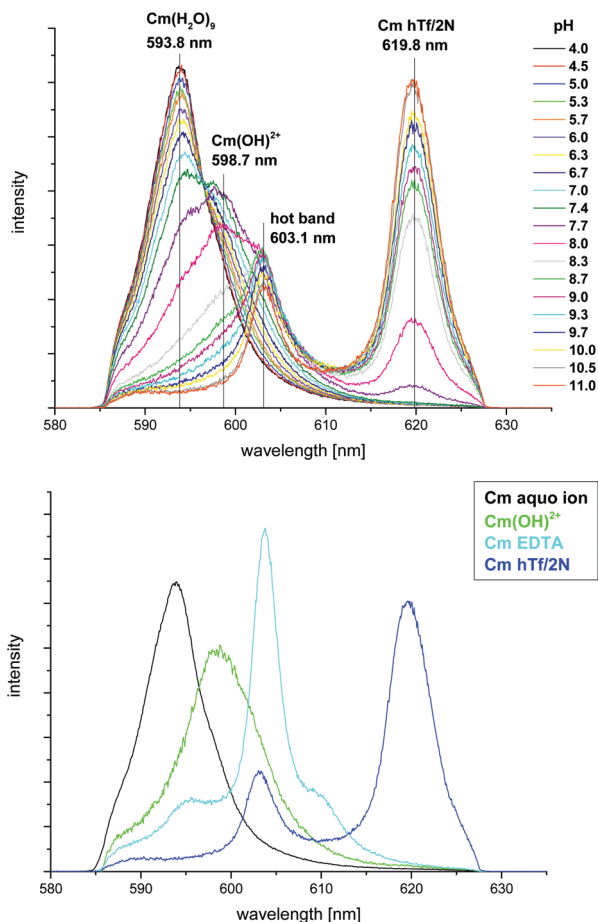 Cm(H₂O)₉
593.8 nm
Cm hTf/2N
619.8 nm
pH
4.0
4.5
5.0
5.3
5.7
6.0
6.3
6.7
7.0
7.4
7.7
8.0
8.3
8.7
9.0
9.3
9.7
10.0
10.5
11.0
Cm(OH)²⁺
598.7 nm
hot band
603.1 nm
intensity
580 590 600 610 620 630
wavelength [nm]
Cm aquo ion
Cm(OH)²⁺
Cm EDTA
Cm hTf/2N
intensity
580 590 600 610 620 630
wavelength [nm]